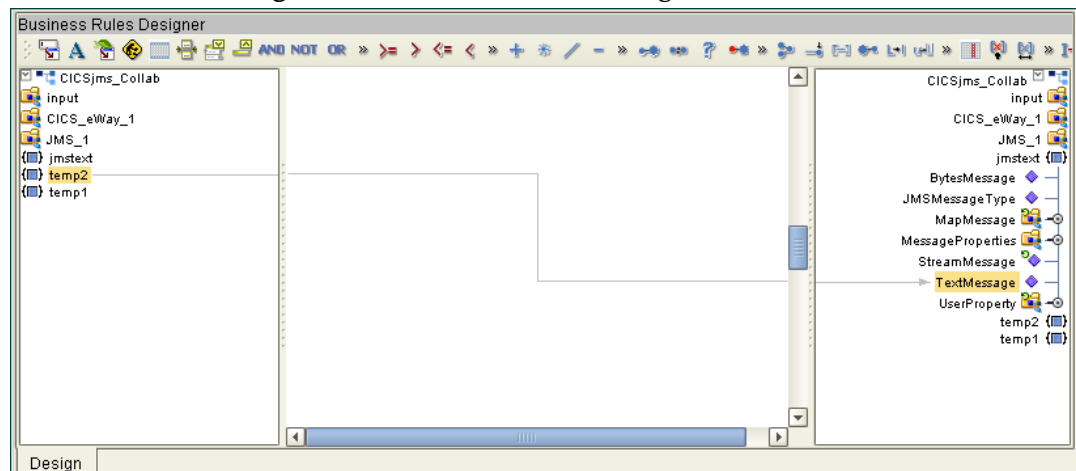 Business Rules Designer
A AND NOT OR » >= > <= < » + * / - » ? » » »
CICSjms_Collab
input
CICS_eWay_1
JMS_1
jmstext
temp2
temp1
CICSjms_Collab
input
CICS_eWay_1
JMS_1
jmstext
BytesMessage
JMSMessageType
MapMessage
MessageProperties
StreamMessage
TextMessage
UserProperty
temp2
temp1
Design